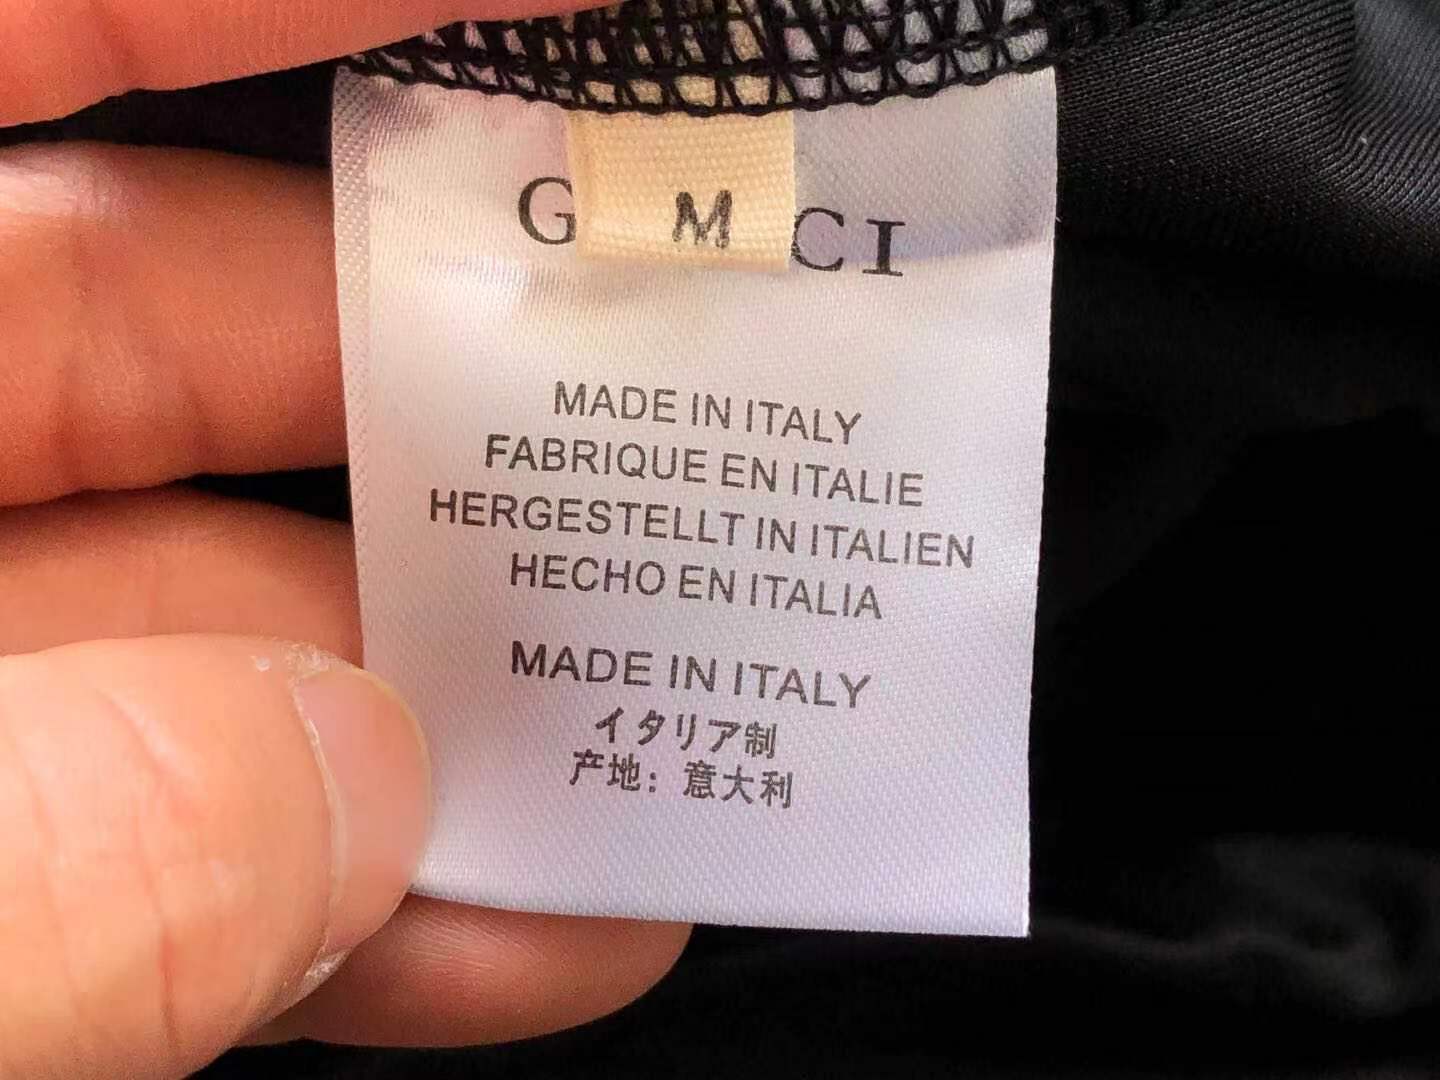 G M CI
MADE IN ITALY
FABRIQUE EN ITALIE
HERGESTELLT IN ITALIEN
HECHO EN ITALIA
MADE IN ITALY
イタリア制
产地：意大利